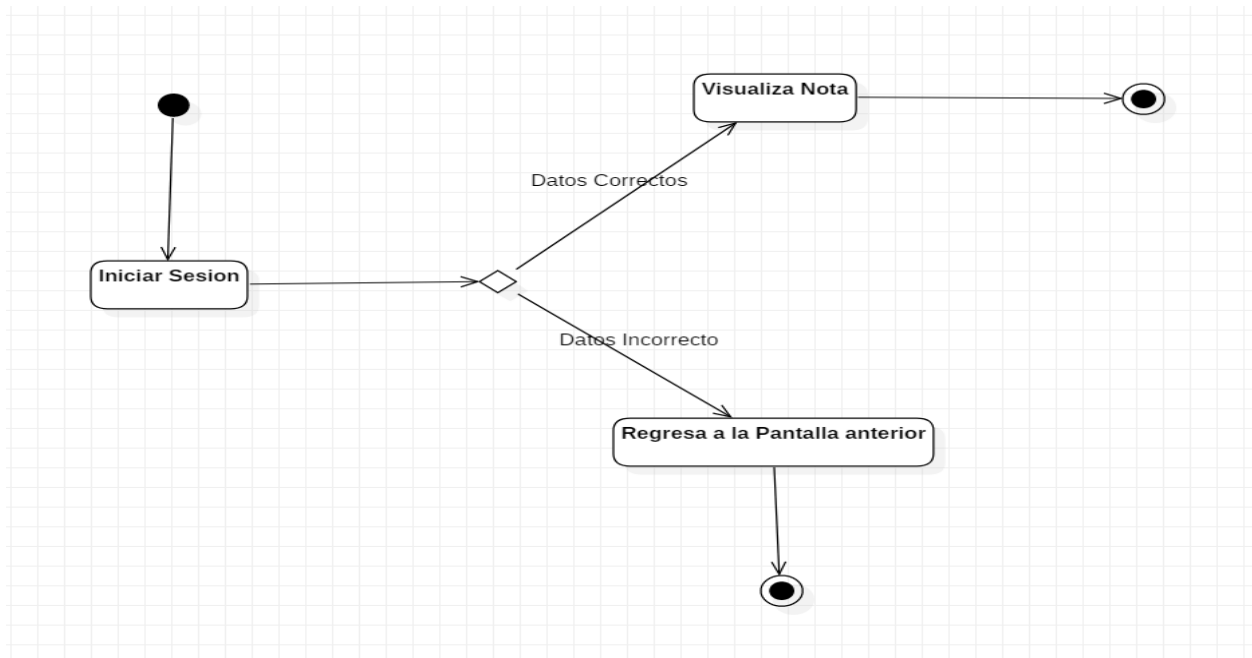 Visualiza Nota
Datos Correctos
Iniciar Sesion
Datos Incorrecto
Regresa a la Pantalla anterior